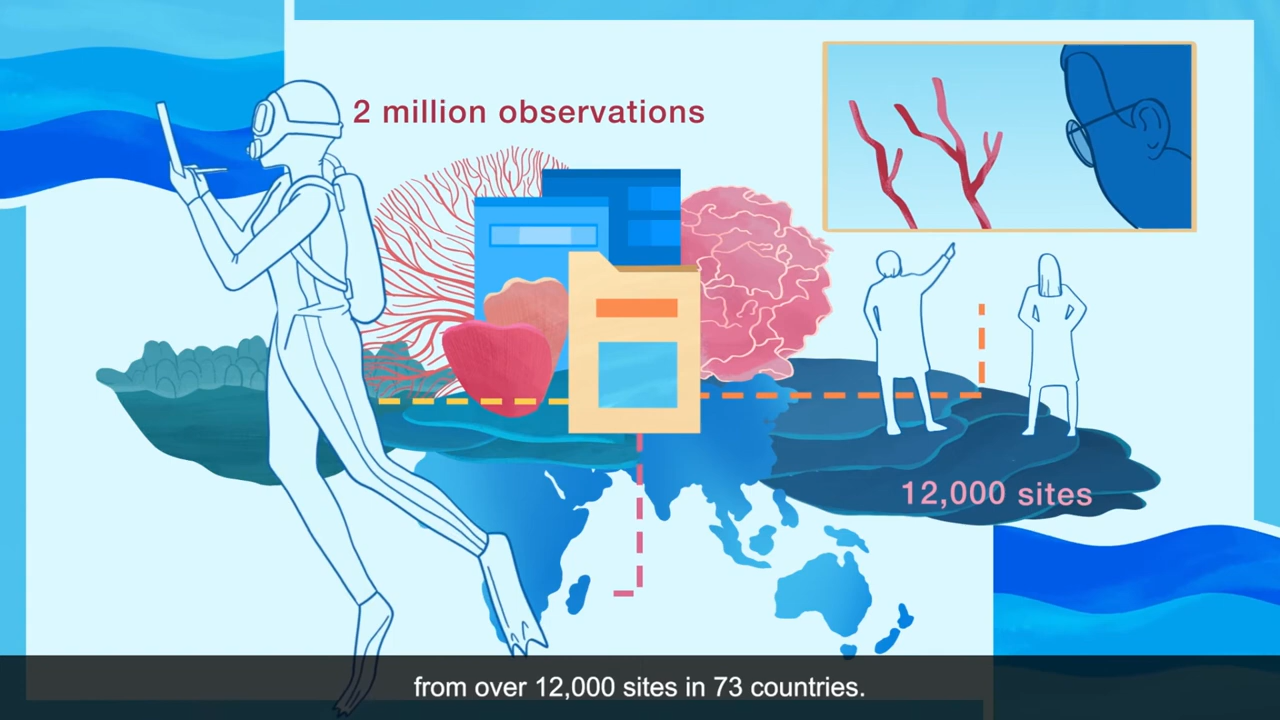 2 million observations
12,000 sites
from over 12,000 sites in 73 countries.